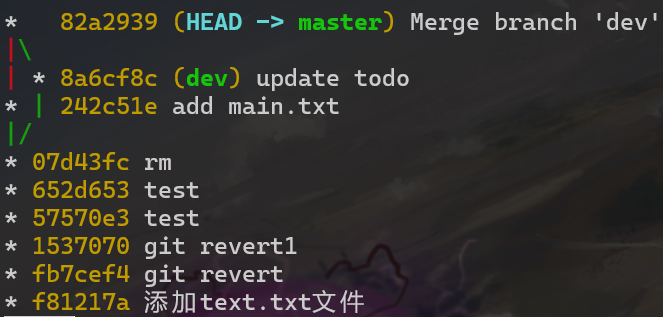 *   82a2939 (HEAD -> master) Merge branch 'dev'
|\
| * 8a6cf8c (dev) update todo
* | 242c51e add main.txt
|/
* 07d43fc rm
* 652d653 test
* 57570e3 test
* 1537070 git revert1
* fb7cef4 git revert
* f81217a 添加text.txt文件